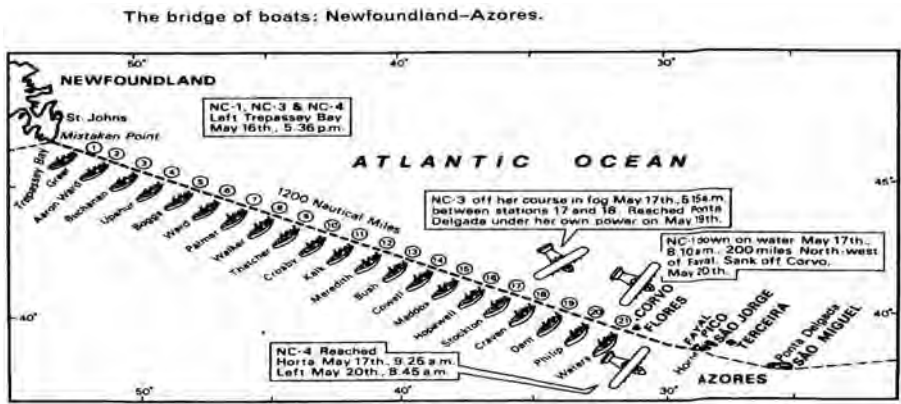 The bridge of boats: Newfoundland–Azores.
50°
40°
30°
NEWFOUNDLAND
St. Johns
Mistaken Point
Trepassey Bay
NC-1, NC-3 & NC-4
Left Trepassey Bay
May 16th., 5.36 p.m.
ATLANTIC OCEAN
45°
1200 Nautical Miles
NC-3 off her course in fog May 17th., 5.15a.m.
between stations 17 and 18. Reached Ponta
Delgada under her own power on May 19th.
NC-1 down on water May 17th.,
8.10am., 200 miles North-west
of Fayal. Sank off Corvo,
May 20th.
1
2
3
4
5
6
7
8
9
10
11
12
13
14
15
16
17
18
19
20
21
Greer
Aaron Ward
Buchanan
Upshur
Boggs
Ward
Palmer
Walker
Thatcher
Crosby
Kalk
Meredith
Bush
Cowell
Maddox
Hopewell
Stockton
Craven
Dent
Philip
Waters
CORVO
FLORES
FAYAL
Horta
PICO
SÃO JORGE
TERCEIRA
Ponta Delgada
SÃO MIGUEL
40°
40°
NC-4 Reached
Horta May 17th., 9.25 a.m.
Left May 20th., 8.45 a.m.
AZORES
50°
40°
30°